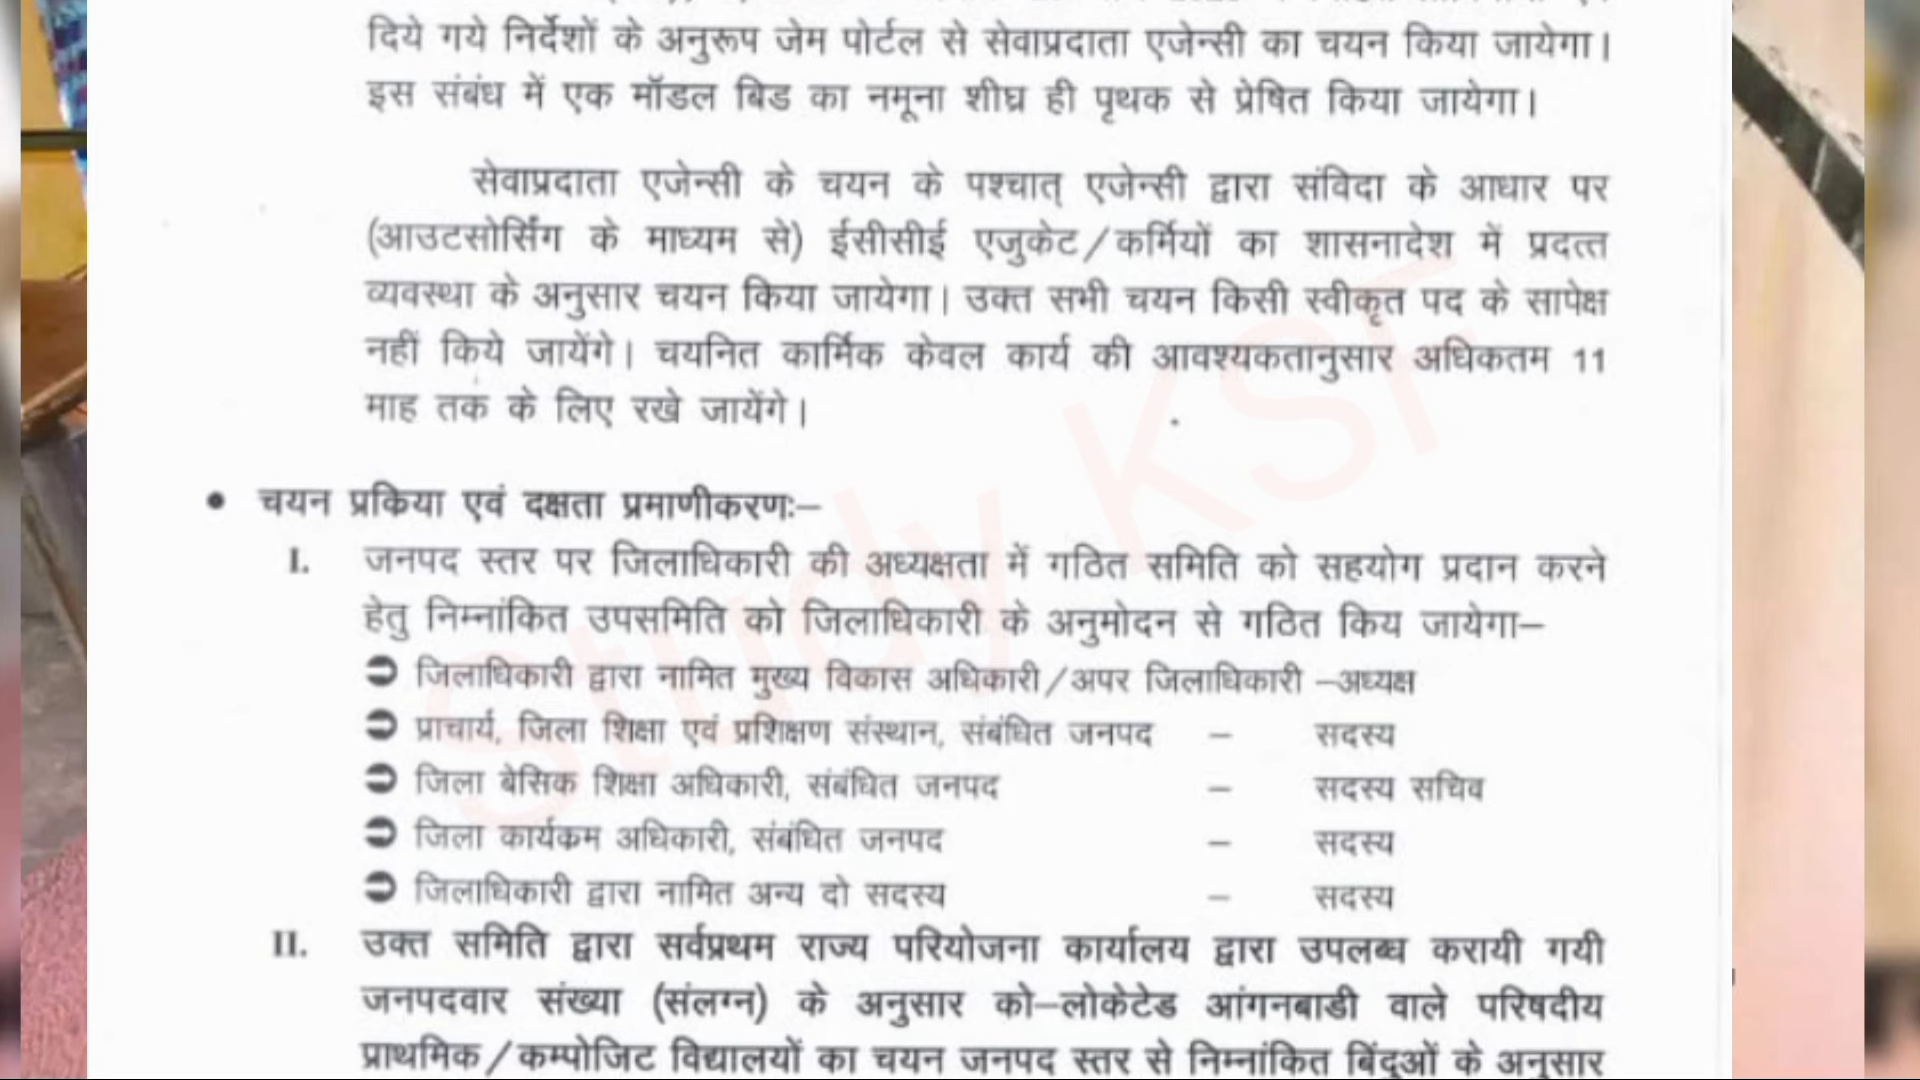 दिये गये निर्देशों के अनुरूप जेम पोर्टल से सेवाप्रदाता एजेन्सी का चयन किया जायेगा।
इस संबंध में एक मॉडल बिड का नमूना शीघ्र ही पृथक से प्रेषित किया जायेगा।
सेवाप्रदाता एजेन्सी के चयन के पश्चात् एजेन्सी द्वारा संविदा के आधार पर
(आउटसोर्सिंग के माध्यम से) ईसीसीई एजुकेट/कर्मियों का शासनादेश में प्रदत्त
व्यवस्था के अनुसार चयन किया जायेगा। उक्त सभी चयन किसी स्वीकृत पद के सापेक्ष
नहीं किये जायेंगे। चयनित कार्मिक केवल कार्य की आवश्यकतानुसार अधिकतम 11
माह तक के लिए रखे जायेंगे।
• चयन प्रकिया एवं दक्षता प्रमाणीकरणः–
I. जनपद स्तर पर जिलाधिकारी की अध्यक्षता में गठित समिति को सहयोग प्रदान करने
हेतु निम्नांकित उपसमिति को जिलाधिकारी के अनुमोदन से गठित किय जायेगा–
➲ जिलाधिकारी द्वारा नामित मुख्य विकास अधिकारी/अपर जिलाधिकारी –अध्यक्ष
➲ प्राचार्य, जिला शिक्षा एवं प्रशिक्षण संस्थान, संबंधित जनपद – सदस्य
➲ जिला बेसिक शिक्षा अधिकारी, संबंधित जनपद – सदस्य सचिव
➲ जिला कार्यकम अधिकारी, संबंधित जनपद – सदस्य
➲ जिलाधिकारी द्वारा नामित अन्य दो सदस्य – सदस्य
II. उक्त समिति द्वारा सर्वप्रथम राज्य परियोजना कार्यालय द्वारा उपलब्ध करायी गयी
जनपदवार संख्या (संलग्न) के अनुसार को–लोकेटेड आंगनबाडी वाले परिषदीय
प्राथमिक/कम्पोजिट विद्यालयों का चयन जनपद स्तर से निम्नांकित बिंदुओं के अनुसार
Study KSF